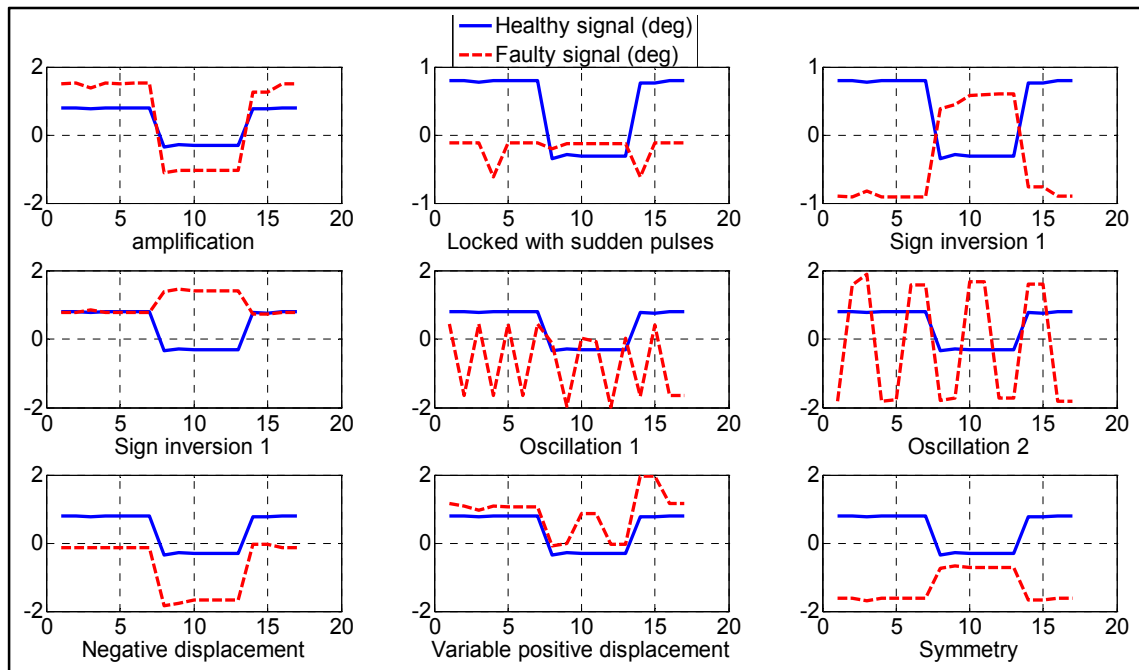 Healthy signal (deg)
Faulty signal (deg)
2
0
-2
0 5 10 15 20
amplification
1
0
-1
0 5 10 15 20
Locked with sudden pulses
1
0
-1
0 5 10 15 20
Sign inversion 1
2
0
-2
0 5 10 15 20
Sign inversion 1
2
0
-2
0 5 10 15 20
Oscillation 1
2
0
-2
0 5 10 15 20
Oscillation 2
2
0
-2
0 5 10 15 20
Negative displacement
2
0
-2
0 5 10 15 20
Variable positive displacement
2
0
-2
0 5 10 15 20
Symmetry